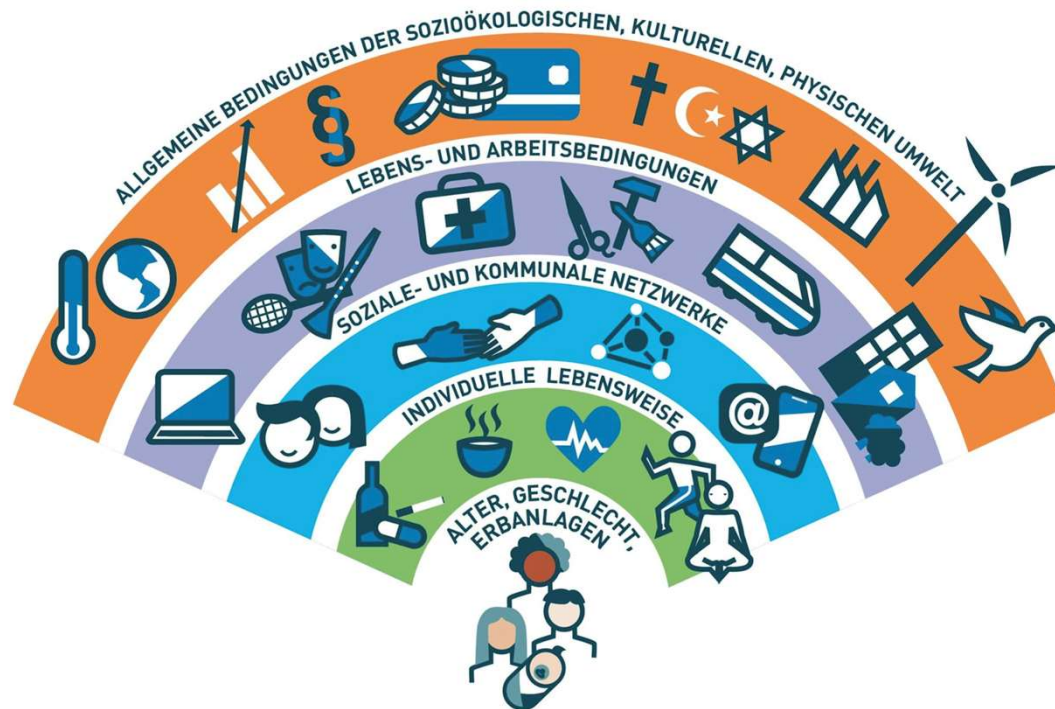 ALLGEMEINE BEDINGUNGEN DER SOZIOÖKOLOGISCHEN, KULTURELLEN, PHYSISCHEN UMWELT
§
LEBENS- UND ARBEITSBEDINGUNGEN
SOZIALE- UND KOMMUNALE NETZWERKE
INDIVIDUELLE LEBENSWEISE
@
ALTER, GESCHLECHT,
ERBANLAGEN